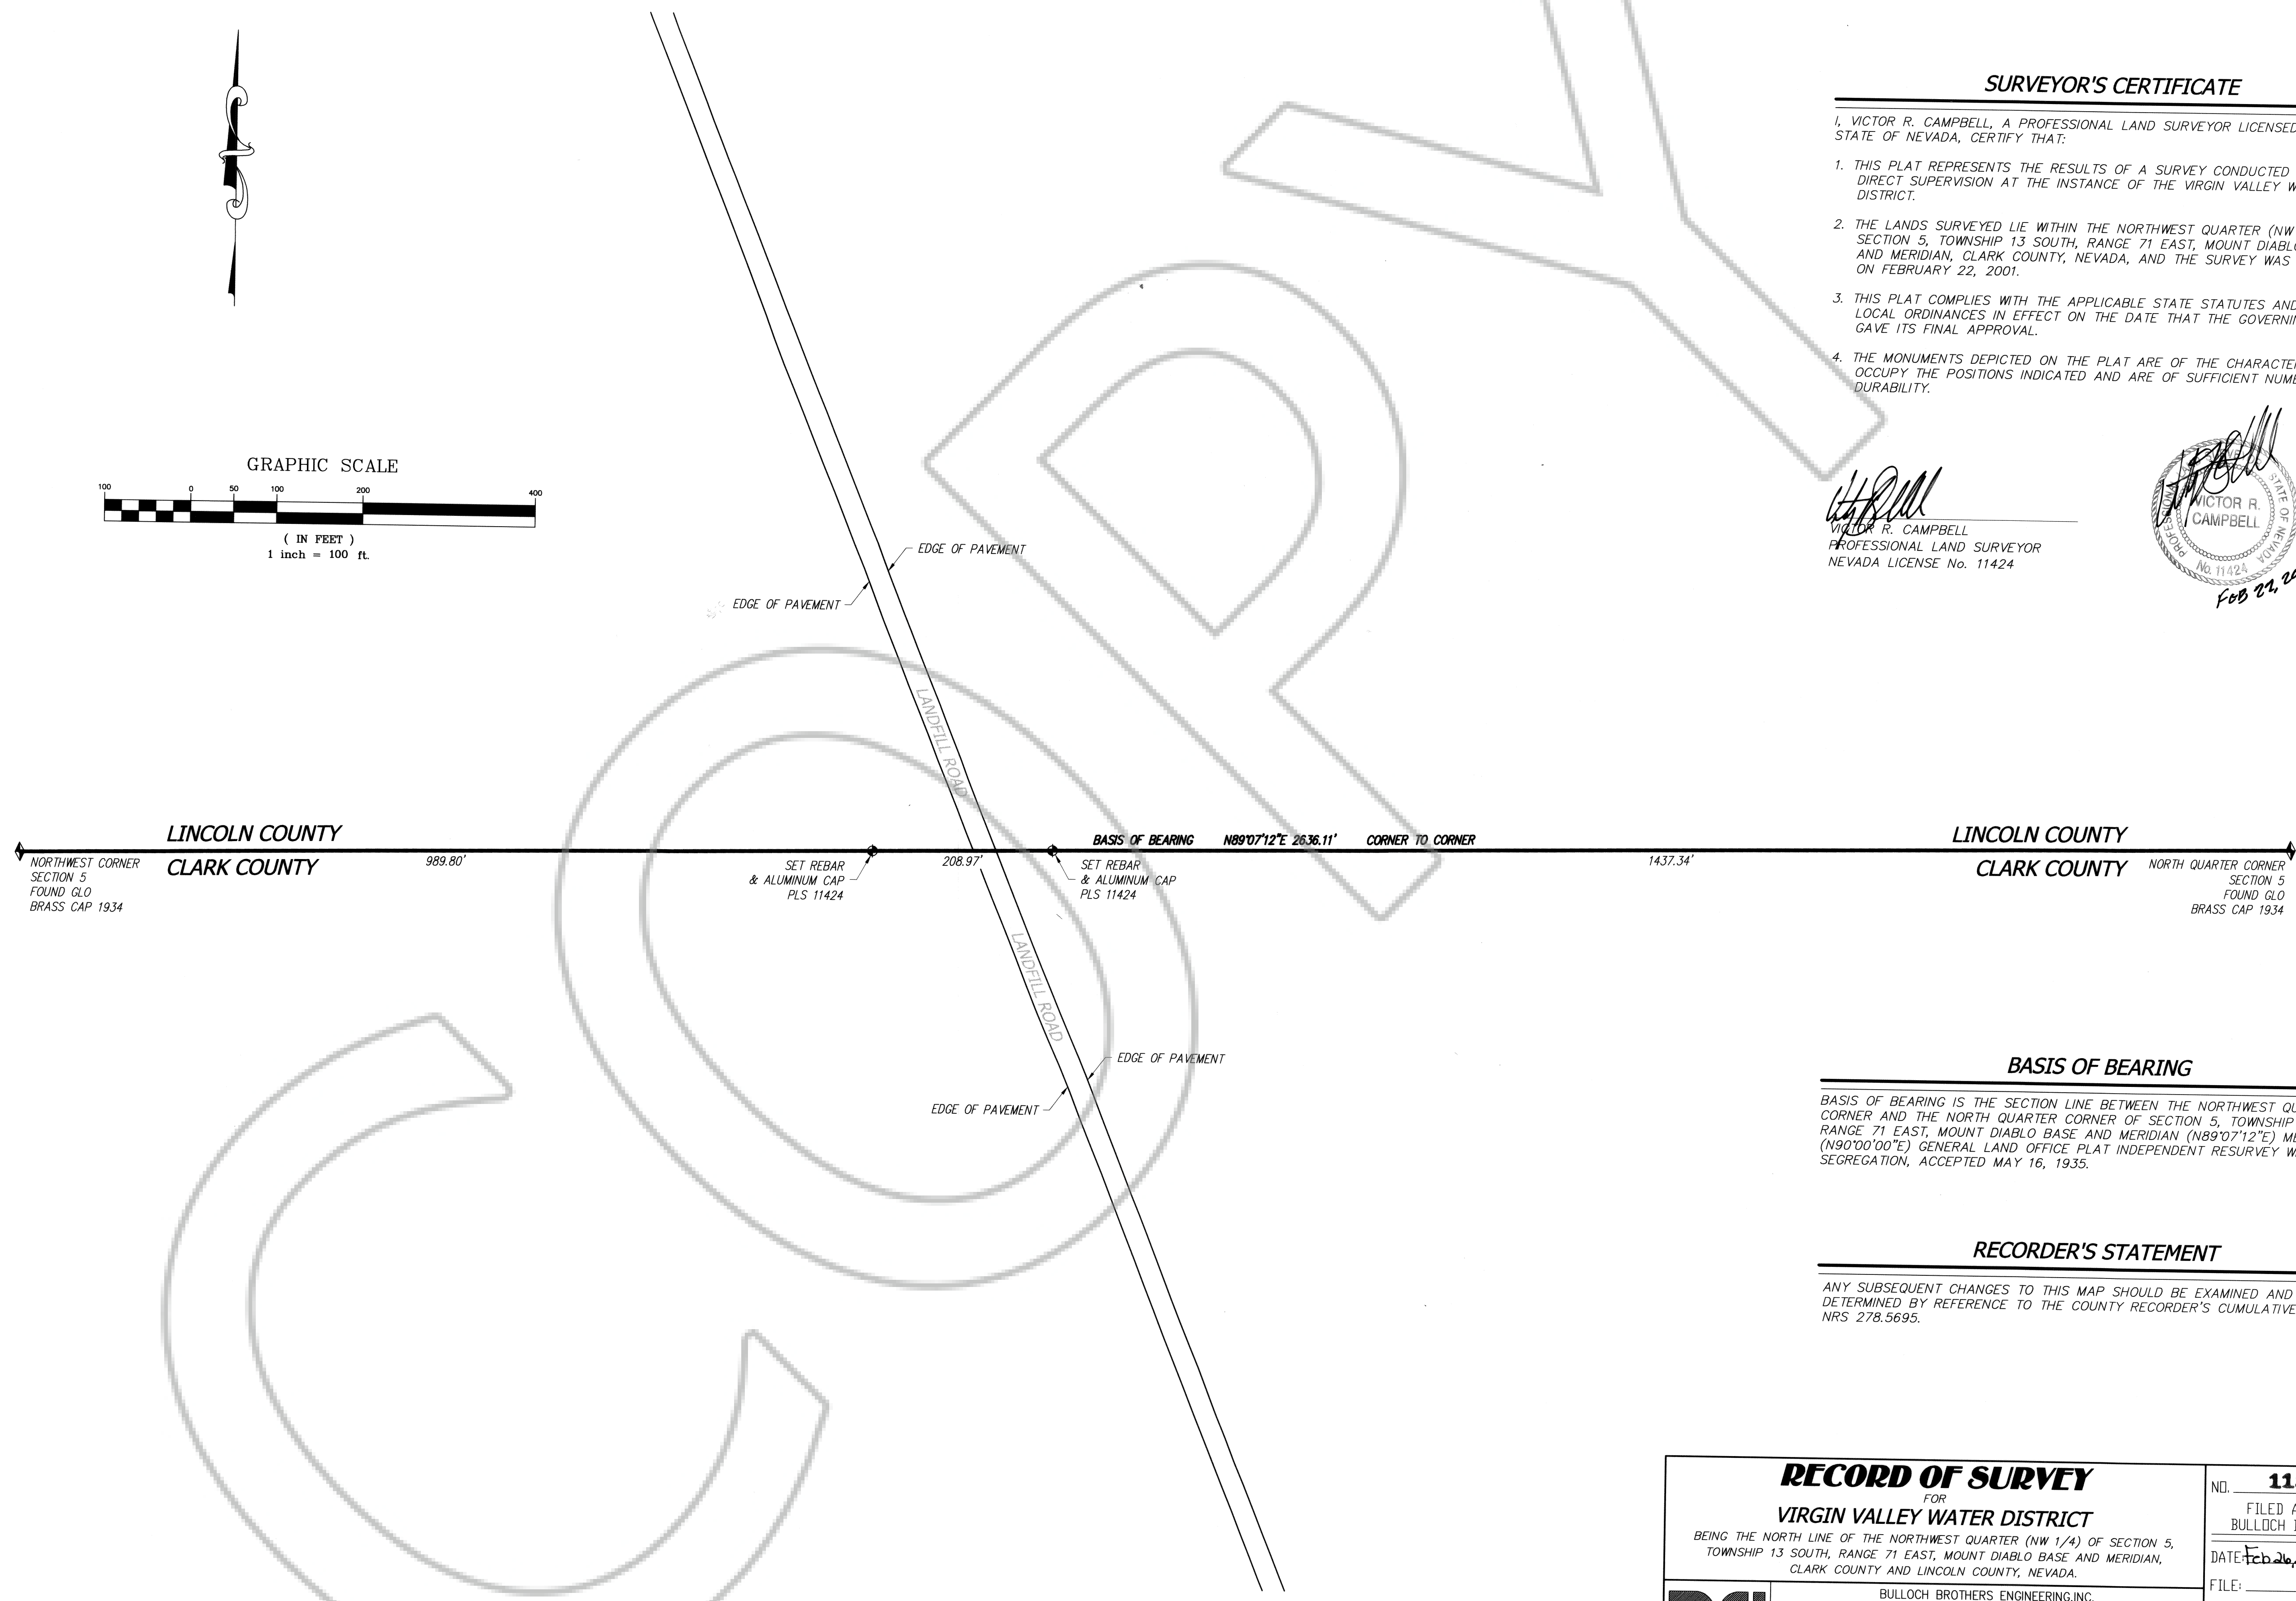 SURVEYOR'S CERTIFICATE
I, VICTOR R. CAMPBELL, A PROFESSIONAL LAND SURVEYOR LICENSED
STATE OF NEVADA, CERTIFY THAT:
1. THIS PLAT REPRESENTS THE RESULTS OF A SURVEY CONDUCTED
DIRECT SUPERVISION AT THE INSTANCE OF THE VIRGIN VALLEY
DISTRICT.
2. THE LANDS SURVEYED LIE WITHIN THE NORTHWEST QUARTER (NW
SECTION 5, TOWNSHIP 13 SOUTH, RANGE 71 EAST, MOUNT DIABLO
AND MERIDIAN, CLARK COUNTY, NEVADA, AND THE SURVEY WAS
ON FEBRUARY 22, 2001.
3. THIS PLAT COMPLIES WITH THE APPLICABLE STATE STATUTES AND
LOCAL ORDINANCES IN EFFECT ON THE DATE THAT THE
GAVE ITS FINAL APPROVAL.
4. THE MONUMENTS DEPICTED ON THE PLAT ARE OF THE
OCCUPY THE POSITIONS INDICATED AND ARE OF SUFFICIENT
DURABILITY.
VICTOR R. CAMPBELL
PROFESSIONAL LAND SURVEYOR
NEVADA LICENSE No. 11424
PROFESSIONAL
STATE OF NEVADA
VICTOR R.
CAMPBELL
No. 11424
FEB 22,
GRAPHIC SCALE
100 0 50 100 200 400
( IN FEET )
1 inch = 100 ft.
EDGE OF PAVEMENT
EDGE OF PAVEMENT
LANDFILL ROAD
LINCOLN COUNTY
BASIS OF BEARING N89°07'12"E 2636.11' CORNER TO CORNER
LINCOLN COUNTY
CLARK COUNTY
989.80'
208.97'
1437.34'
CLARK COUNTY
NORTHWEST CORNER
SECTION 5
FOUND GLO
BRASS CAP 1934
SET REBAR
& ALUMINUM CAP
PLS 11424
SET REBAR
& ALUMINUM CAP
PLS 11424
NORTH QUARTER CORNER
SECTION 5
FOUND GLO
BRASS CAP 1934
LANDFILL ROAD
EDGE OF PAVEMENT
EDGE OF PAVEMENT
COPY
BASIS OF BEARING
BASIS OF BEARING IS THE SECTION LINE BETWEEN THE NORTHWEST
CORNER AND THE NORTH QUARTER CORNER OF SECTION 5, TOWNSHIP
RANGE 71 EAST, MOUNT DIABLO BASE AND MERIDIAN (N89°07'12"E)
(N90°00'00"E) GENERAL LAND OFFICE PLAT INDEPENDENT RESURVEY
SEGREGATION, ACCEPTED MAY 16, 1935.
RECORDER'S STATEMENT
ANY SUBSEQUENT CHANGES TO THIS MAP SHOULD BE EXAMINED AND
DETERMINED BY REFERENCE TO THE COUNTY RECORDER'S CUMULATIVE
NRS 278.5695.
RECORD OF SURVEY
FOR
VIRGIN VALLEY WATER DISTRICT
BEING THE NORTH LINE OF THE NORTHWEST QUARTER (NW 1/4) OF SECTION 5,
TOWNSHIP 13 SOUTH, RANGE 71 EAST, MOUNT DIABLO BASE AND MERIDIAN,
CLARK COUNTY AND LINCOLN COUNTY, NEVADA.
BULLOCH BROTHERS ENGINEERING,INC.
NO. 11
FILED
BULLOCH
DATE: Feb 26,
FILE: